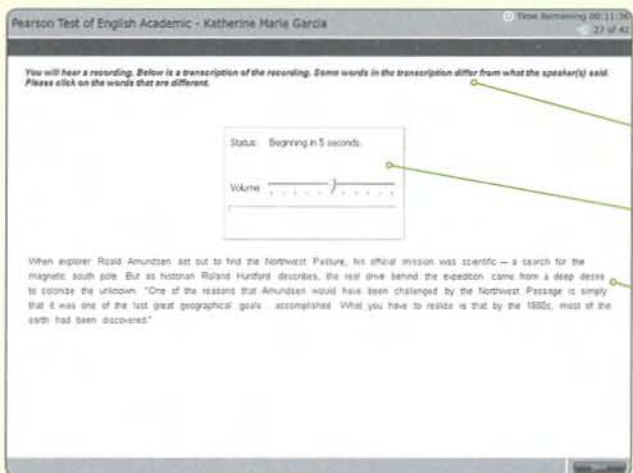 Pearson Test of English Academic - Katherine Marie Garcia
Time Remaining 00:11:36
27 of 41
You will hear a recording. Below is a transcription of the recording. Some words in the transcription differ from what the speaker(s) said.
Please click on the words that are different.
Status: Beginning in 5 seconds.
Volume
When explorer Roald Amundsen set out to find the Northwest Pasture, his official mission was scientific — a search for the
magnetic south pole. But as historian Roland Huntford describes, the real drive behind the expedition came from a deep desire
to colonize the unknown. "One of the reasons that Amundsen would have been challenged by the Northwest Passage is simply
that it was one of the last great geographical goals accomplished. What you have to realize is that by the 1880s, most of the
earth had been discovered."